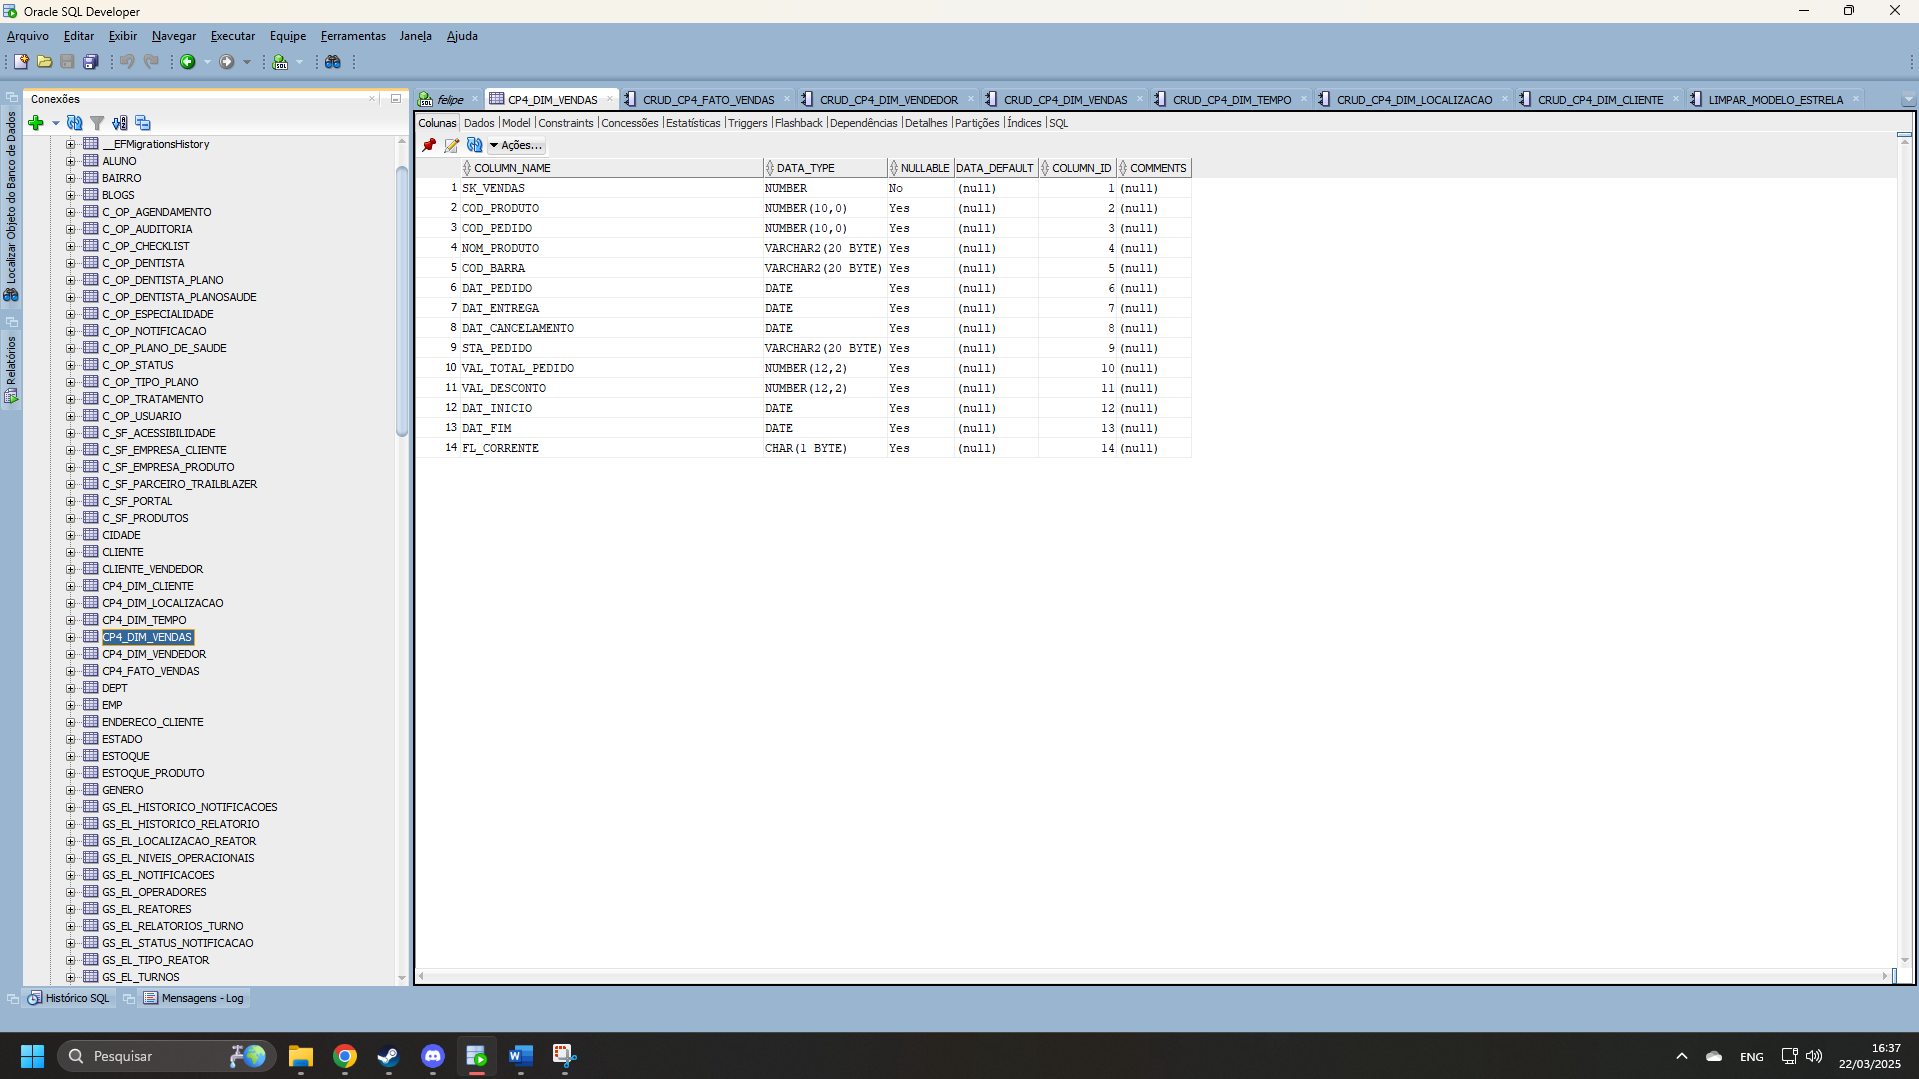 Oracle SQL Developer
Arquivo Editar Exibir Navegar Executar Equipe Ferramentas Janela Ajuda
Conexões
felipe CP4_DIM_VENDAS CRUD_CP4_FATO_VENDAS CRUD_CP4_DIM_VENDEDOR CRUD_CP4_DIM_VENDAS CRUD_CP4_DIM_TEMPO CRUD_CP4_DIM_LOCALIZACAO CRUD_CP4_DIM_CLIENTE LIMPAR_MODELO_ESTRELA
Colunas Dados Model Constraints Concessões Estatísticas Triggers Flashback Dependências Detalhes Partições Índices SQL
Ações...
Localizar Objeto do Banco de Dados
Relatórios
__EFMigrationsHistory
ALUNO
BAIRRO
BLOGS
C_OP_AGENDAMENTO
C_OP_AUDITORIA
C_OP_CHECKLIST
C_OP_DENTISTA
C_OP_DENTISTA_PLANO
C_OP_DENTISTA_PLANOSAUDE
C_OP_ESPECIALIDADE
C_OP_NOTIFICACAO
C_OP_PLANO_DE_SAUDE
C_OP_STATUS
C_OP_TIPO_PLANO
C_OP_TRATAMENTO
C_OP_USUARIO
C_SF_ACESSIBILIDADE
C_SF_EMPRESA_CLIENTE
C_SF_EMPRESA_PRODUTO
C_SF_PARCEIRO_TRAILBLAZER
C_SF_PORTAL
C_SF_PRODUTOS
CIDADE
CLIENTE
CLIENTE_VENDEDOR
CP4_DIM_CLIENTE
CP4_DIM_LOCALIZACAO
CP4_DIM_TEMPO
CP4_DIM_VENDAS
CP4_DIM_VENDEDOR
CP4_FATO_VENDAS
DEPT
EMP
ENDERECO_CLIENTE
ESTADO
ESTOQUE
ESTOQUE_PRODUTO
GENERO
GS_EL_HISTORICO_NOTIFICACOES
GS_EL_HISTORICO_RELATORIO
GS_EL_LOCALIZACAO_REATOR
GS_EL_NIVEIS_OPERACIONAIS
GS_EL_NOTIFICACOES
GS_EL_OPERADORES
GS_EL_REATORES
GS_EL_RELATORIOS_TURNO
GS_EL_STATUS_NOTIFICACAO
GS_EL_TIPO_REATOR
GS_EL_TURNOS
COLUMN_NAME DATA_TYPE NULLABLE DATA_DEFAULT COLUMN_ID COMMENTS
1 SK_VENDAS NUMBER No (null) 1 (null)
2 COD_PRODUTO NUMBER(10,0) Yes (null) 2 (null)
3 COD_PEDIDO NUMBER(10,0) Yes (null) 3 (null)
4 NOM_PRODUTO VARCHAR2(20 BYTE) Yes (null) 4 (null)
5 COD_BARRA VARCHAR2(20 BYTE) Yes (null) 5 (null)
6 DAT_PEDIDO DATE Yes (null) 6 (null)
7 DAT_ENTREGA DATE Yes (null) 7 (null)
8 DAT_CANCELAMENTO DATE Yes (null) 8 (null)
9 STA_PEDIDO VARCHAR2(20 BYTE) Yes (null) 9 (null)
10 VAL_TOTAL_PEDIDO NUMBER(12,2) Yes (null) 10 (null)
11 VAL_DESCONTO NUMBER(12,2) Yes (null) 11 (null)
12 DAT_INICIO DATE Yes (null) 12 (null)
13 DAT_FIM DATE Yes (null) 13 (null)
14 FL_CORRENTE CHAR(1 BYTE) Yes (null) 14 (null)
Histórico SQL Mensagens - Log
Pesquisar
ENG
16:37
22/03/2025